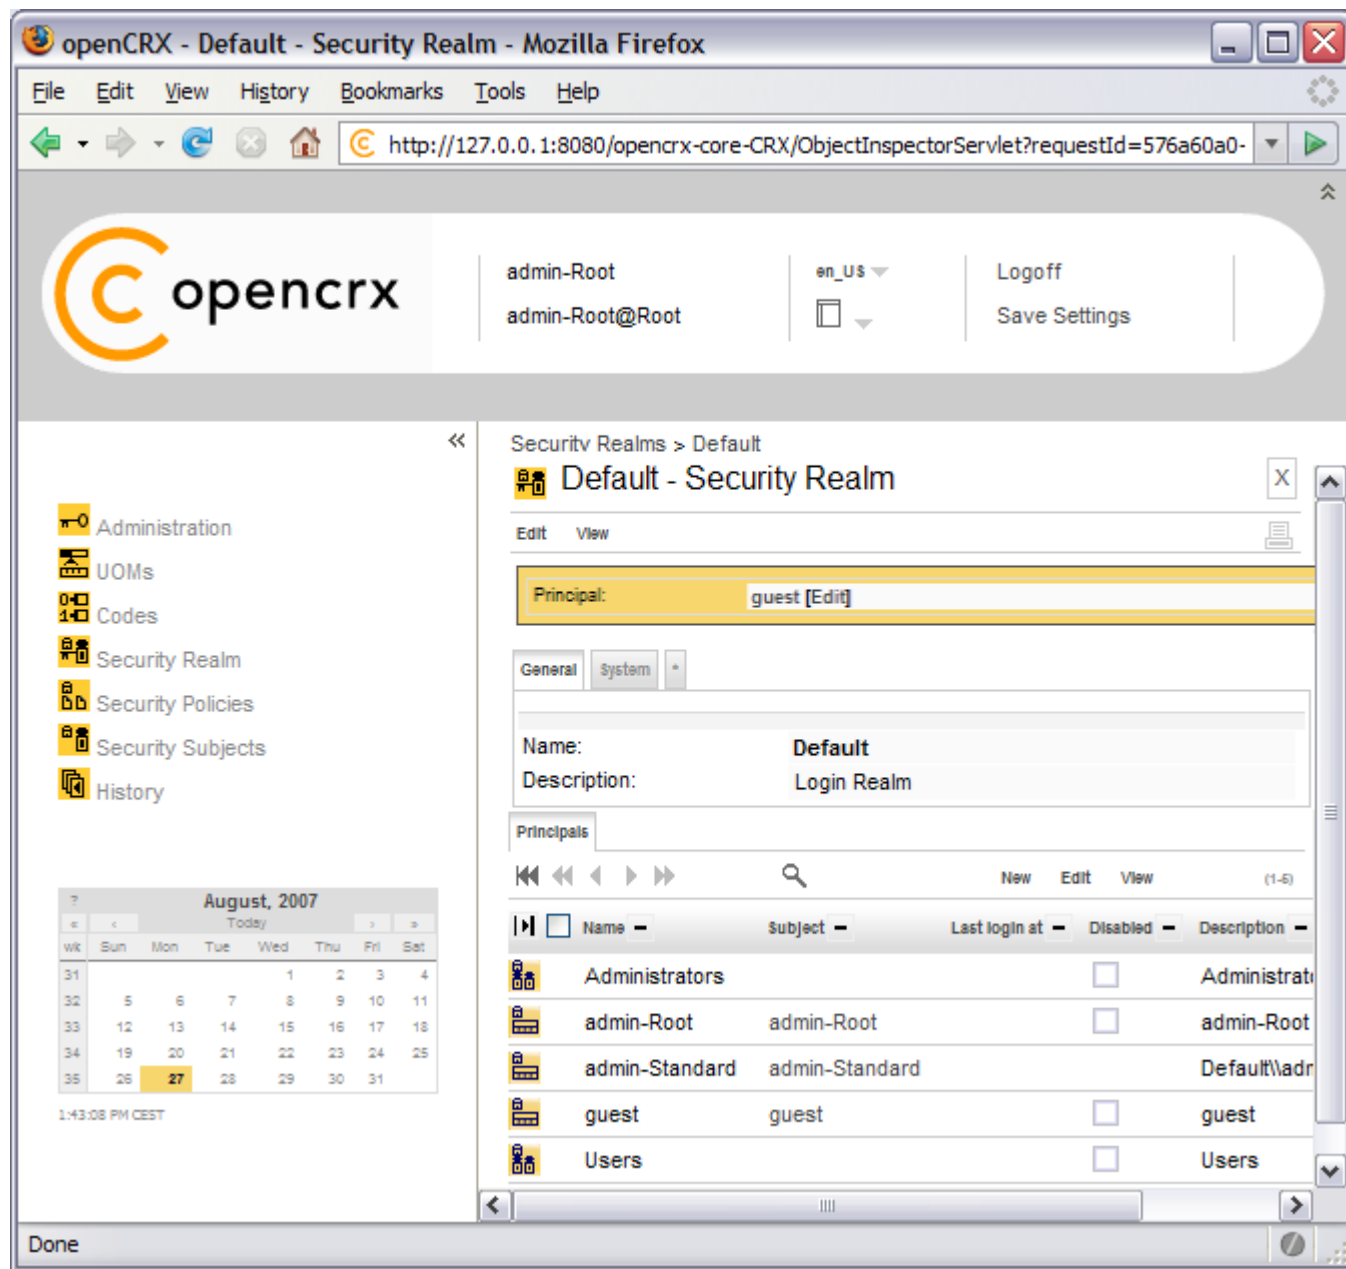 openCRX - Default - Security Realm - Mozilla Firefox
File Edit View History Bookmarks Tools Help
http://127.0.0.1:8080/opencrx-core-CRX/ObjectInspectorServlet?requestId=576a60a0-
opencrx
admin-Root en_US Logoff
admin-Root@Root Save Settings
Security Realms > Default
Default - Security Realm X
Edit View
Principal: guest [Edit]
General System *
Name: Default
Description: Login Realm
Principals
New Edit View (1-5)
Name Subject Last login at Disabled Description
Administrators Administrat
admin-Root admin-Root admin-Root
admin-Standard admin-Standard Default\\adr
guest guest guest
Users Users
Administration
UOMs
Codes
Security Realm
Security Policies
Security Subjects
History
? August, 2007
« ‹ Today › »
wk Sun Mon Tue Wed Thu Fri Sat
31 1 2 3 4
32 5 6 7 8 9 10 11
33 12 13 14 15 16 17 18
34 19 20 21 22 23 24 25
35 26 27 28 29 30 31
1:43:08 PM CEST
Done